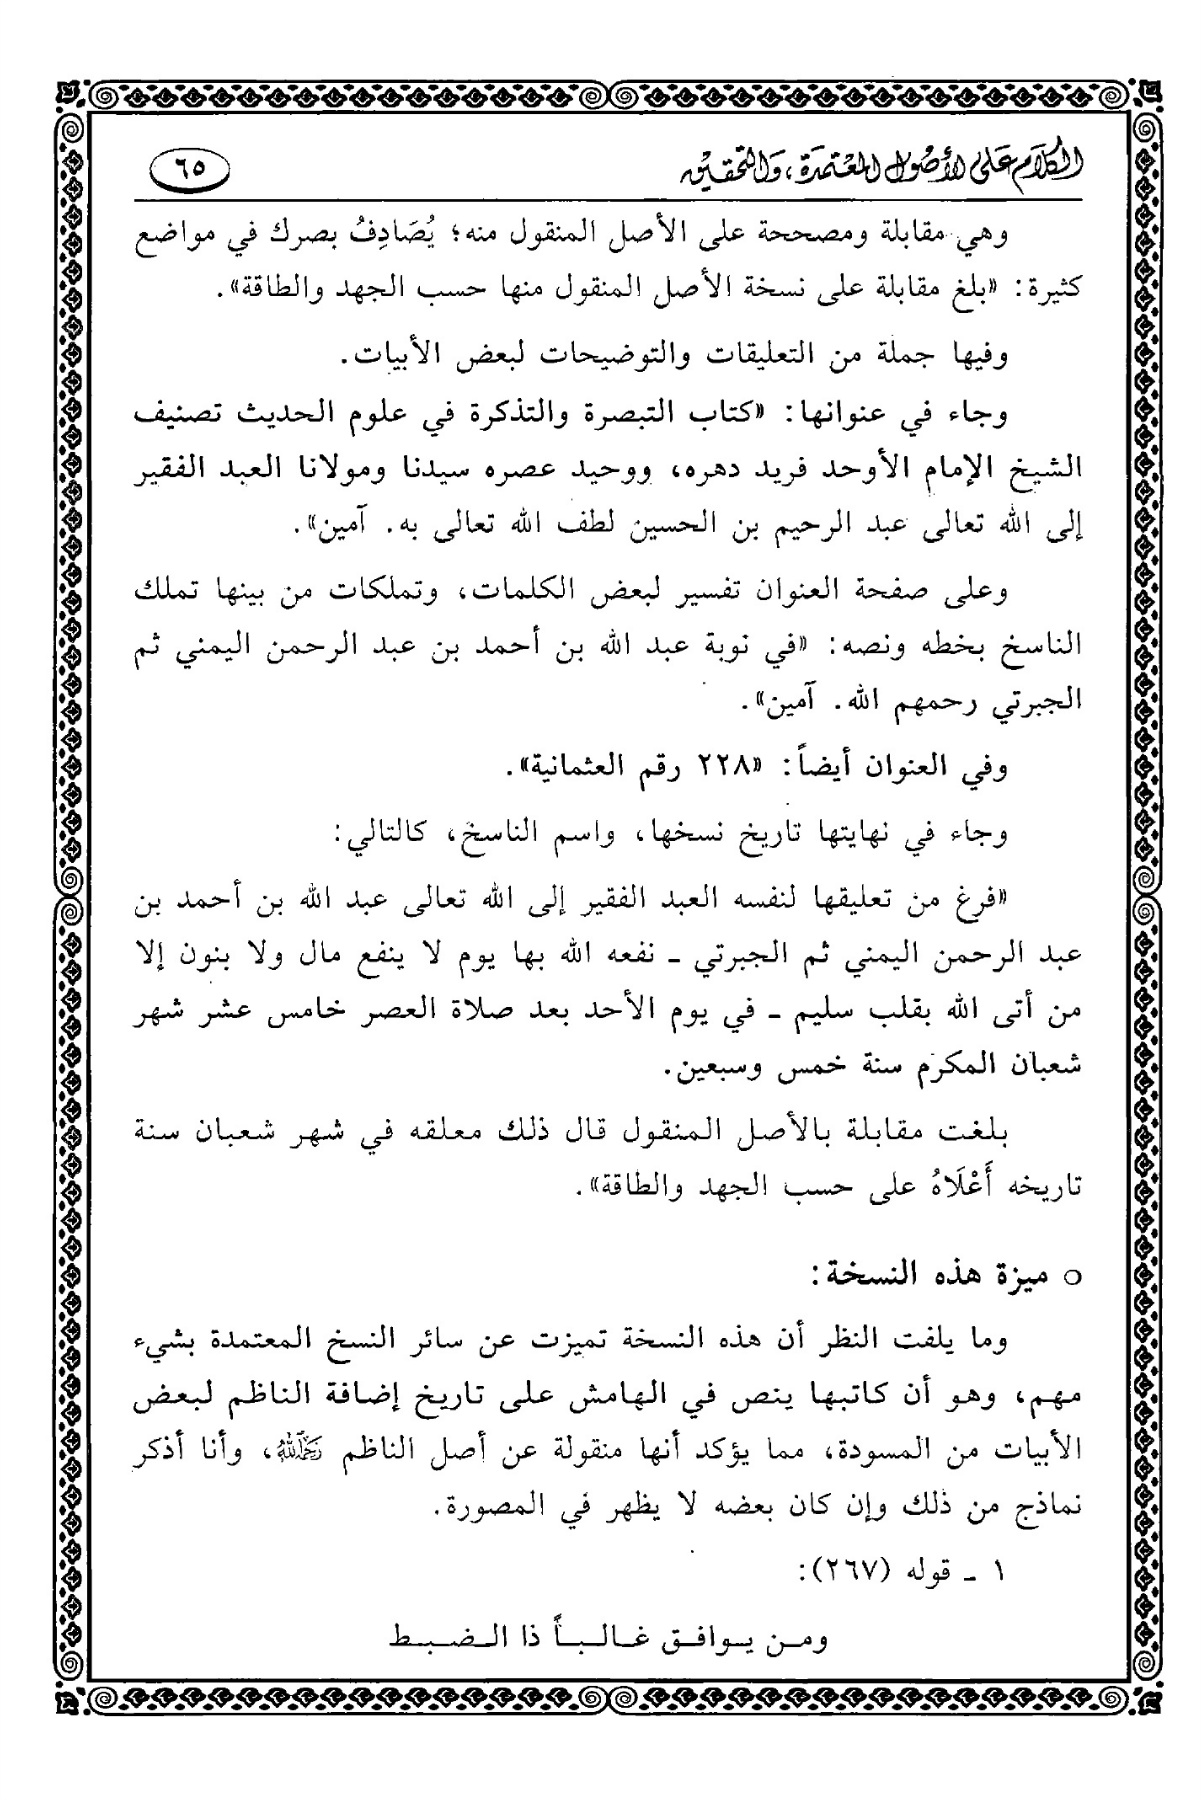 الكلام على الأصول المعتمدة، والتحقيق
٦٥
وهي مقابلة ومصححة على الأصل المنقول منه؛ يُصَادِفُ بصرك في مواضع
كثيرة: «بلغ مقابلة على نسخة الأصل المنقول منها حسب الجهد والطاقة».
وفيها جملة من التعليقات والتوضيحات لبعض الأبيات.
وجاء في عنوانها: «كتاب التبصرة والتذكرة في علوم الحديث تصنيف
الشيخ الإمام الأوحد فريد دهره، ووحيد عصره سيدنا ومولانا العبد الفقير
إلى الله تعالى عبد الرحيم بن الحسين لطف الله تعالى به. آمين».
وعلى صفحة العنوان تفسير لبعض الكلمات، وتملكات من بينها تملك
الناسخ بخطه ونصه: «في نوبة عبد الله بن أحمد بن عبد الرحمن اليمني ثم
الجبرتي رحمهم الله. آمين».
وفي العنوان أيضاً: «٢٢٨ رقم العثمانية».
وجاء في نهايتها تاريخ نسخها، واسم الناسخ، كالتالي:
«فرغ من تعليقها لنفسه العبد الفقير إلى الله تعالى عبد الله بن أحمد بن
عبد الرحمن اليمني ثم الجبرتي ـ نفعه الله بها يوم لا ينفع مال ولا بنون إلا
من أتى الله بقلب سليم ـ في يوم الأحد بعد صلاة العصر خامس عشر شهر
شعبان المكرم سنة خمس وسبعين.
بلغت مقابلة بالأصل المنقول قال ذلك معلقه في شهر شعبان سنة
تاريخه أَعْلَاهُ على حسب الجهد والطاقة».
○ ميزة هذه النسخة:
وما يلفت النظر أن هذه النسخة تميزت عن سائر النسخ المعتمدة بشيء
مهم، وهو أن كاتبها ينص في الهامش على تاريخ إضافة الناظم لبعض
الأبيات من المسودة، مما يؤكد أنها منقولة عن أصل الناظم رَحِمَهُ اللهُ، وأنا أذكر
نماذج من ذلك وإن كان بعضه لا يظهر في المصورة.
١ ـ قوله (٢٦٧):
ومـن يـوافـق غـالـبـاً ذا الـضـبـط